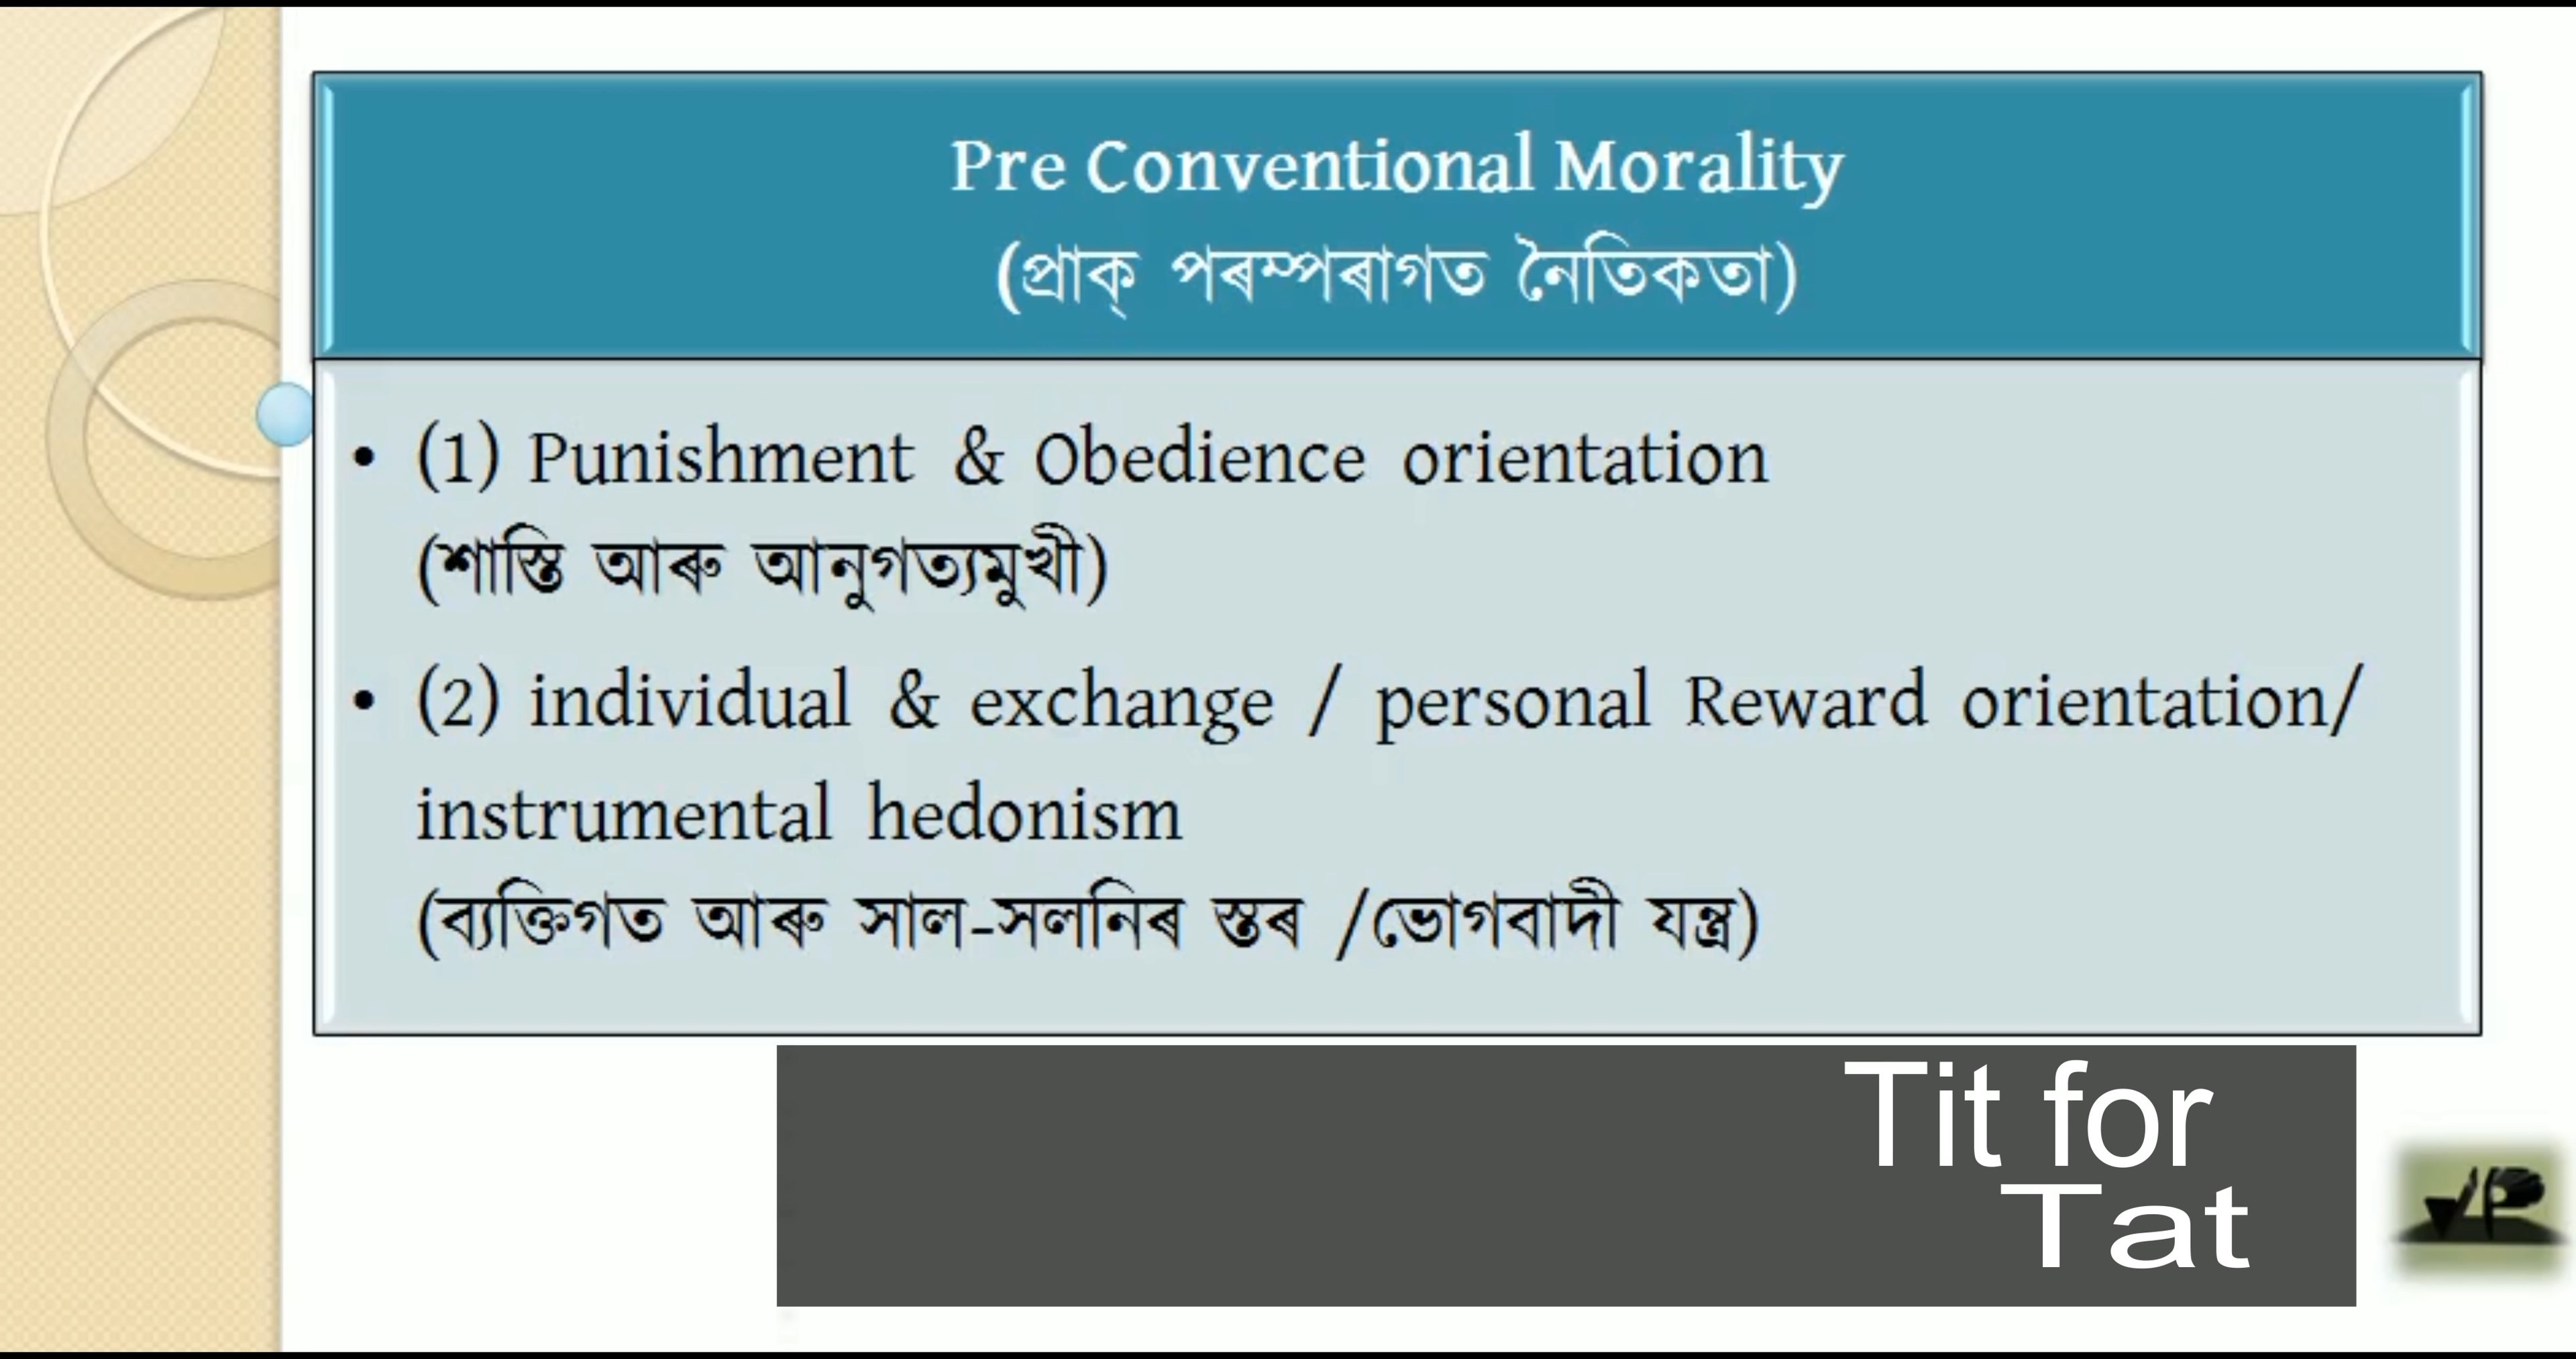 Pre Conventional Morality
(প্ৰাক্ পৰম্পৰাগত নৈতিকতা)
• (1) Punishment & Obedience orientation
(শাস্তি আৰু আনুগত্যমুখী)
• (2) individual & exchange / personal Reward orientation/
instrumental hedonism
(ব্যক্তিগত আৰু সাল-সলনিৰ স্তৰ /ভোগবাদী যন্ত্ৰ)
Tit for
Tat
VP